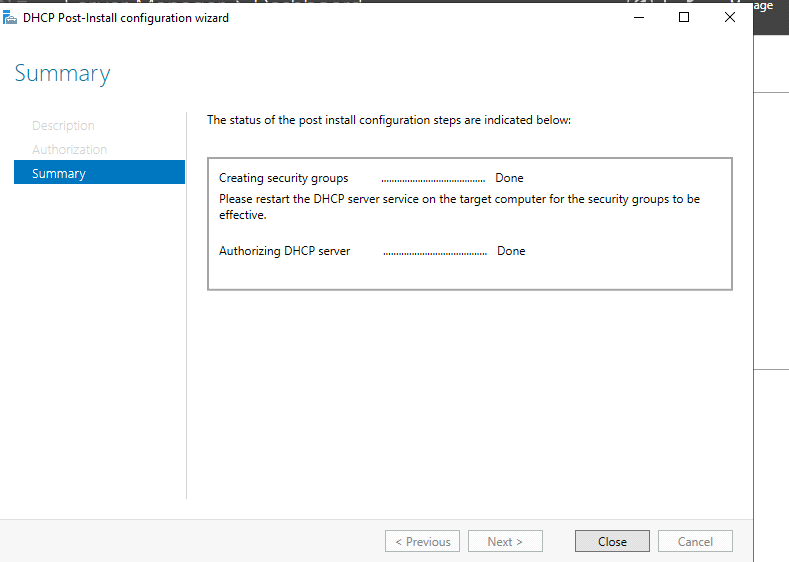 DHCP Post-Install configuration wizard
age
Summary
Description
Authorization
Summary
The status of the post install configuration steps are indicated below:
Creating security groups ........................................ Done
Please restart the DHCP server service on the target computer for the security groups to be
effective.
Authorizing DHCP server ........................................ Done
< Previous
Next >
Close
Cancel